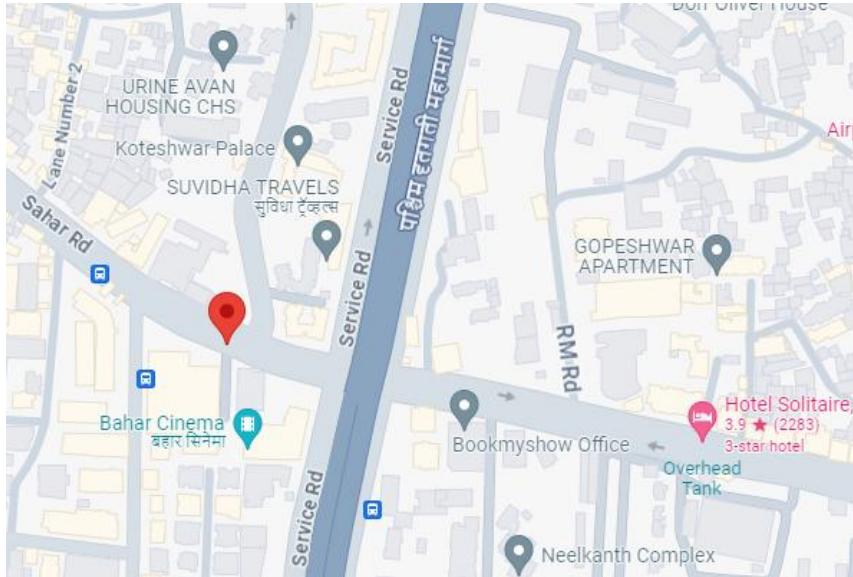 Don Oliver House
URINE AVAN
HOUSING CHS
Lane Number 2
Koteshwar Palace
SUVIDHA TRAVELS
सुविधा ट्रॅव्हल्स
Service Rd
पश्चिम द्रुतगती महामार्ग
Sahar Rd
Service Rd
GOPESHWAR
APARTMENT
RM Rd
Bahar Cinema
बहार सिनेमा
Bookmyshow Office
Hotel Solitaire,
3.9 ★ (2283)
3-star hotel
Overhead
Tank
Service Rd
Neelkanth Complex